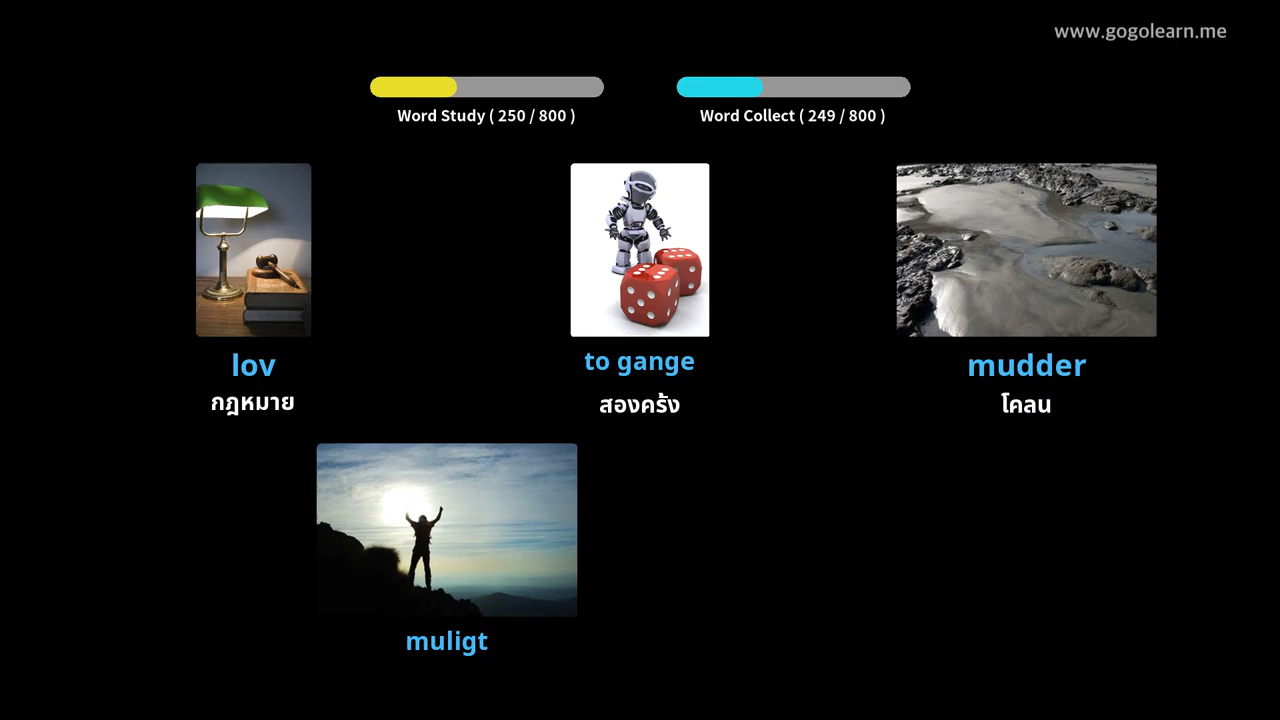 www.gogolearn.me
Word Study ( 250 / 800 )
Word Collect ( 249 / 800 )
lov
กฎหมาย
to gange
สองครั้ง
mudder
โคลน
muligt